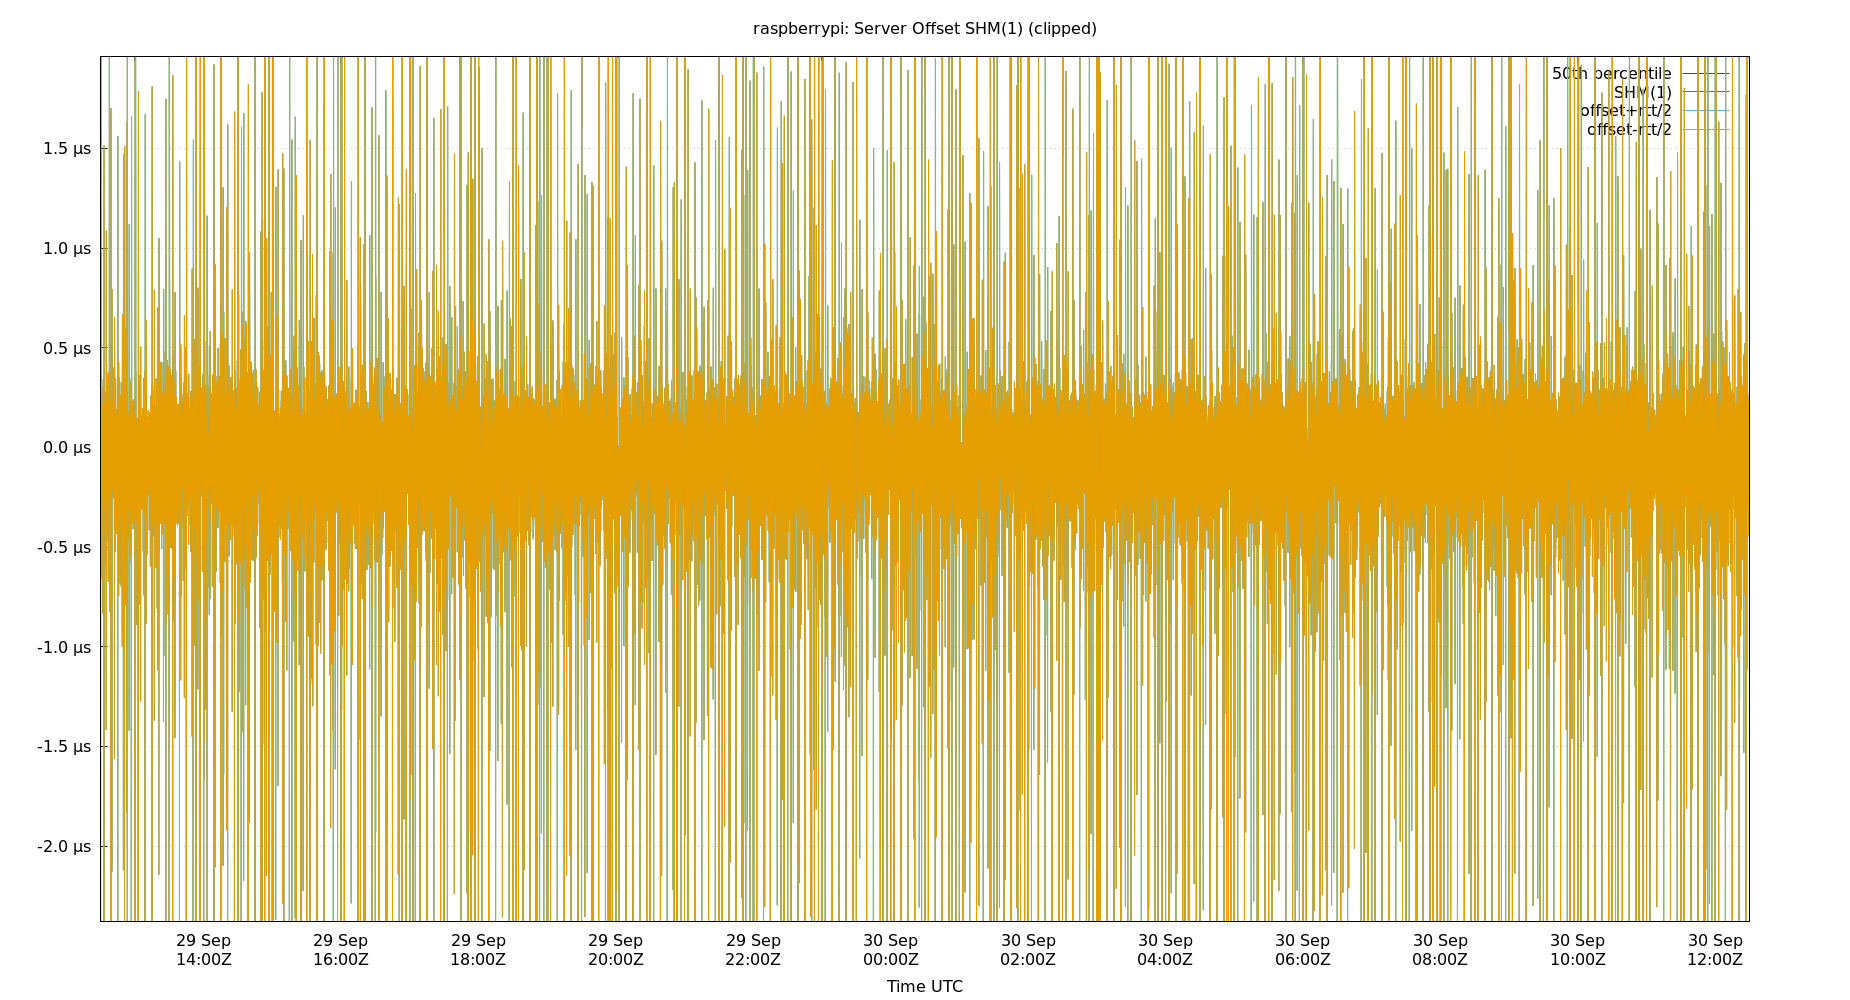 raspberrypi: Server Offset SHM(1) (clipped)
50th percentile
SHM(1)
offset+rtt/2
offset-rtt/2
1.5 µs
1.0 µs
0.5 µs
0.0 µs
-0.5 µs
-1.0 µs
-1.5 µs
-2.0 µs
29 Sep 29 Sep 29 Sep 29 Sep 29 Sep 30 Sep 30 Sep 30 Sep 30 Sep 30 Sep 30 Sep 30 Sep
14:00Z 16:00Z 18:00Z 20:00Z 22:00Z 00:00Z 02:00Z 04:00Z 06:00Z 08:00Z 10:00Z 12:00Z
Time UTC